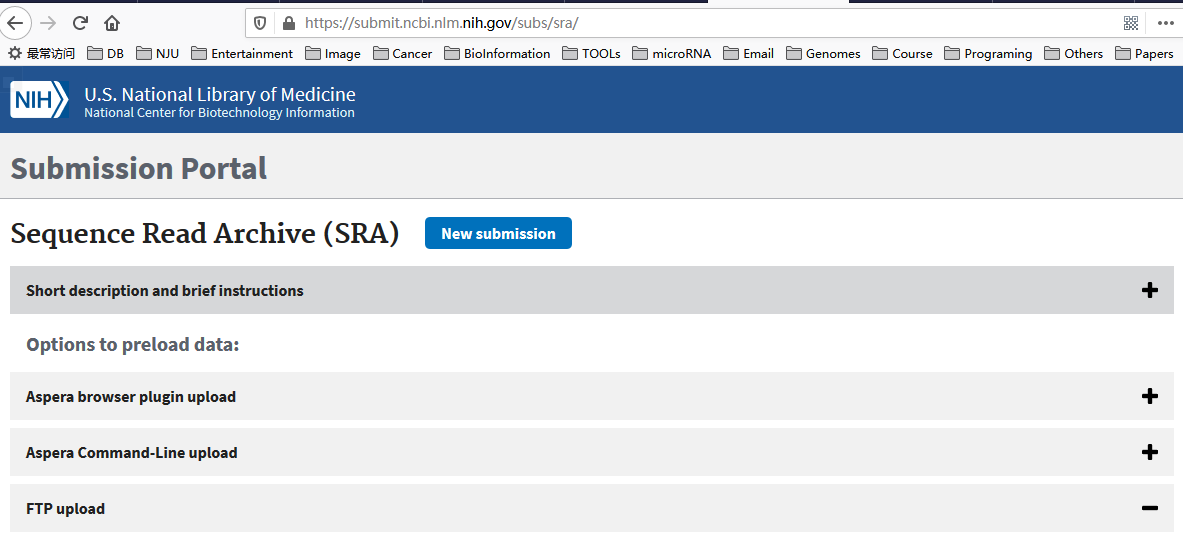 https://submit.ncbi.nlm.nih.gov/subs/sra/
最常访问 DB NJU Entertainment Image Cancer BioInformation TOOLs microRNA Email Genomes Course Programing Others Papers
NIH U.S. National Library of Medicine
National Center for Biotechnology Information
Submission Portal
Sequence Read Archive (SRA) New submission
Short description and brief instructions
Options to preload data:
Aspera browser plugin upload
Aspera Command-Line upload
FTP upload